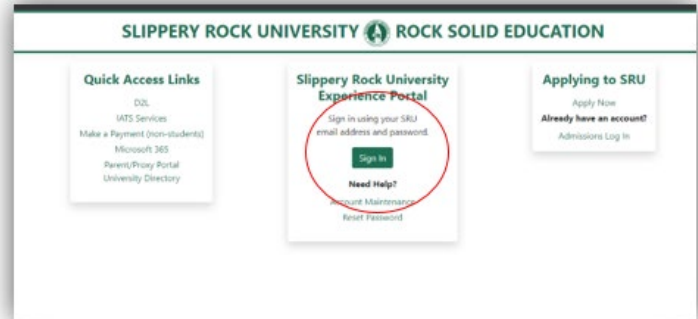 SLIPPERY ROCK UNIVERSITY ROCK SOLID EDUCATION
Quick Access Links
D2L
IATS Services
Make a Payment (non-students)
Microsoft 365
Parent/Proxy Portal
University Directory
Slippery Rock University
Experience Portal
Sign in using your SRU
email address and password.
Sign In
Need Help?
Account Maintenance
Reset Password
Applying to SRU
Apply Now
Already have an account?
Admissions Log In